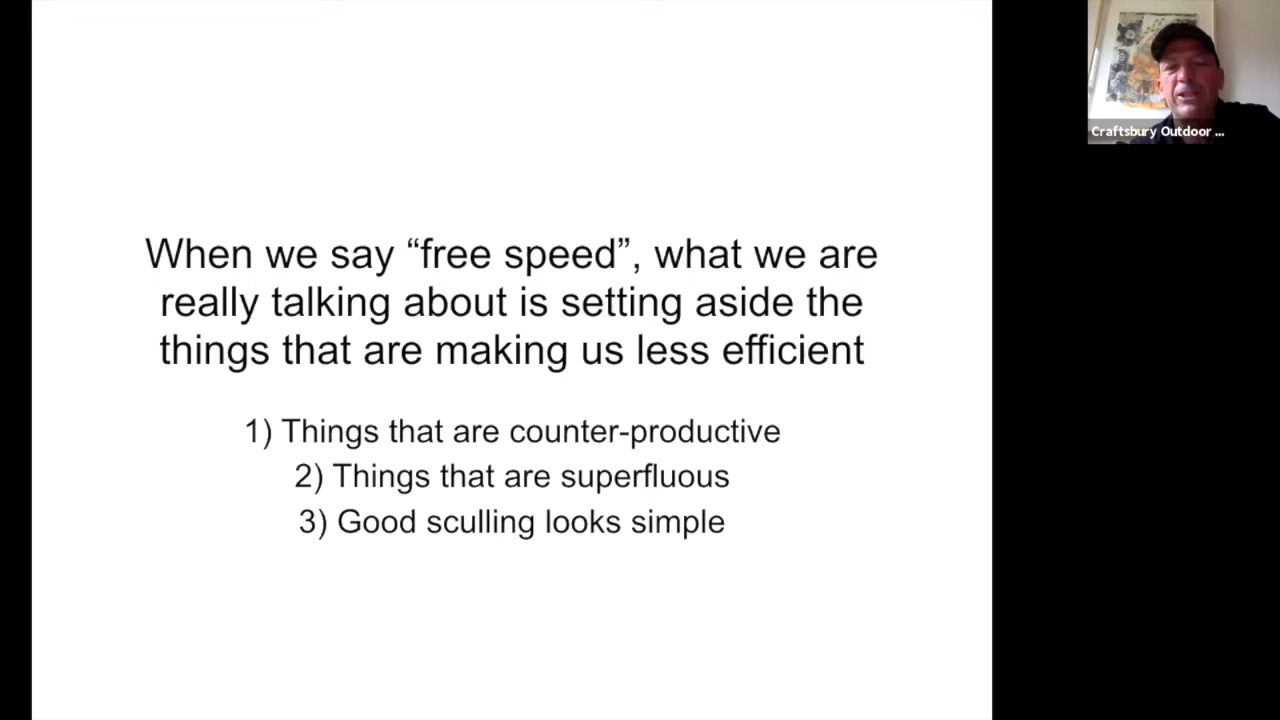 When we say “free speed”, what we are
really talking about is setting aside the
things that are making us less efficient
1) Things that are counter-productive
2) Things that are superfluous
3) Good sculling looks simple
Craftsbury Outdoor ...